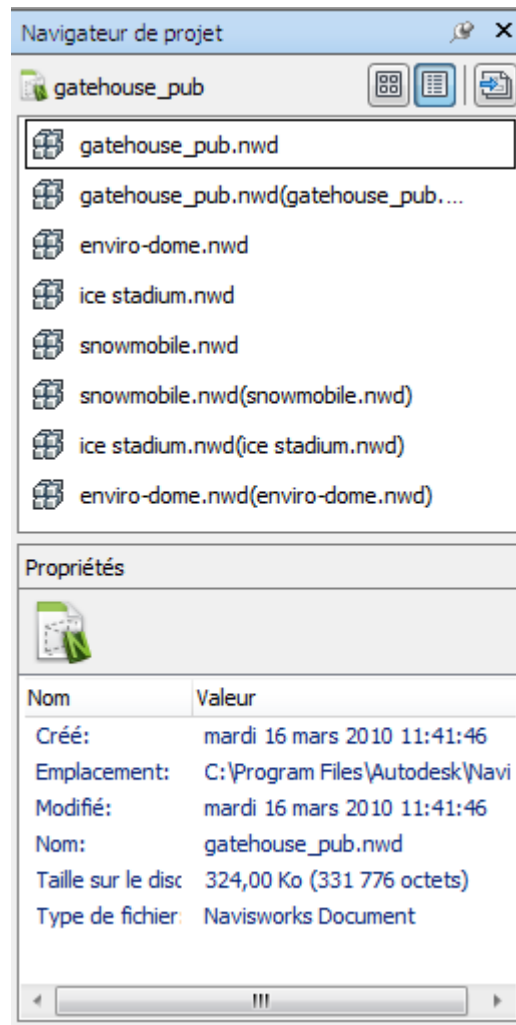 Navigateur de projet
gatehouse_pub
gatehouse_pub.nwd
gatehouse_pub.nwd(gatehouse_pub....
enviro-dome.nwd
ice stadium.nwd
snowmobile.nwd
snowmobile.nwd(snowmobile.nwd)
ice stadium.nwd(ice stadium.nwd)
enviro-dome.nwd(enviro-dome.nwd)
Propriétés
Nom Valeur
Créé: mardi 16 mars 2010 11:41:46
Emplacement: C:\Program Files\Autodesk\Navi
Modifié: mardi 16 mars 2010 11:41:46
Nom: gatehouse_pub.nwd
Taille sur le disc 324,00 Ko (331 776 octets)
Type de fichier: Navisworks Document